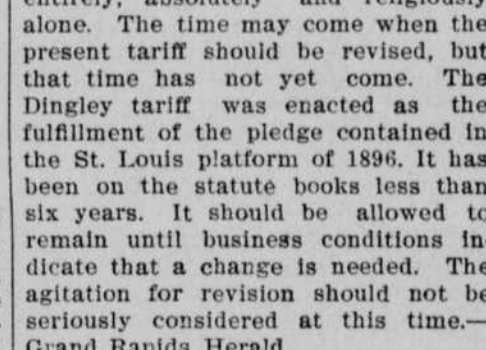 entirely, absolutely and religiously
alone. The time may come when the
present tariff should be revised, but
that time has not yet come. The
Dingley tariff was enacted as the
fulfillment of the pledge contained in
the St. Louis platform of 1896. It has
been on the statute books less than
six years. It should be allowed to
remain until business conditions in-
dicate that a change is needed. The
agitation for revision should not be
seriously considered at this time.—
Grand Rapids Herald